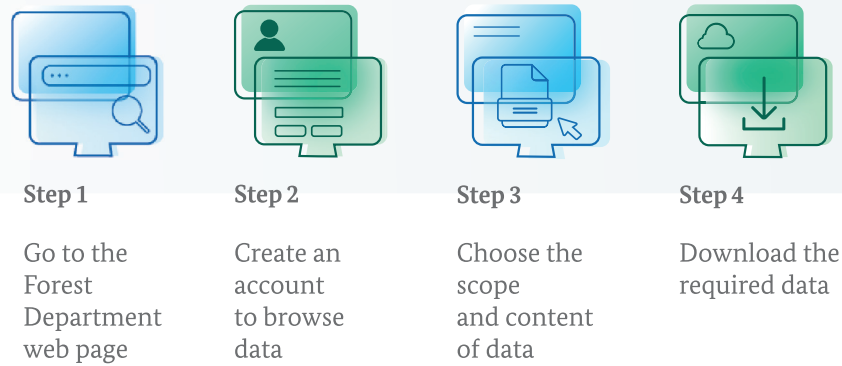 Step 1
Go to the
Forest
Department
web page
Step 2
Create an
account
to browse
data
Step 3
Choose the
scope
and content
of data
Step 4
Download the
required data